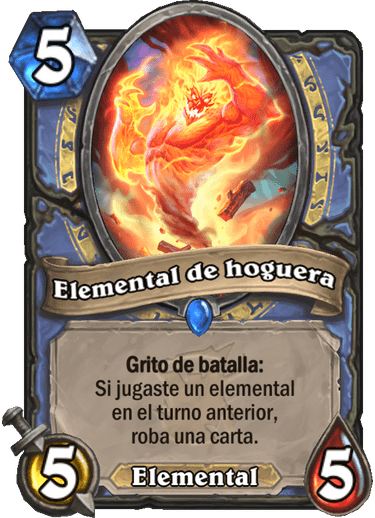 5
Elemental de hoguera
Grito de batalla:
Si jugaste un elemental
en el turno anterior,
roba una carta.
5
Elemental
5